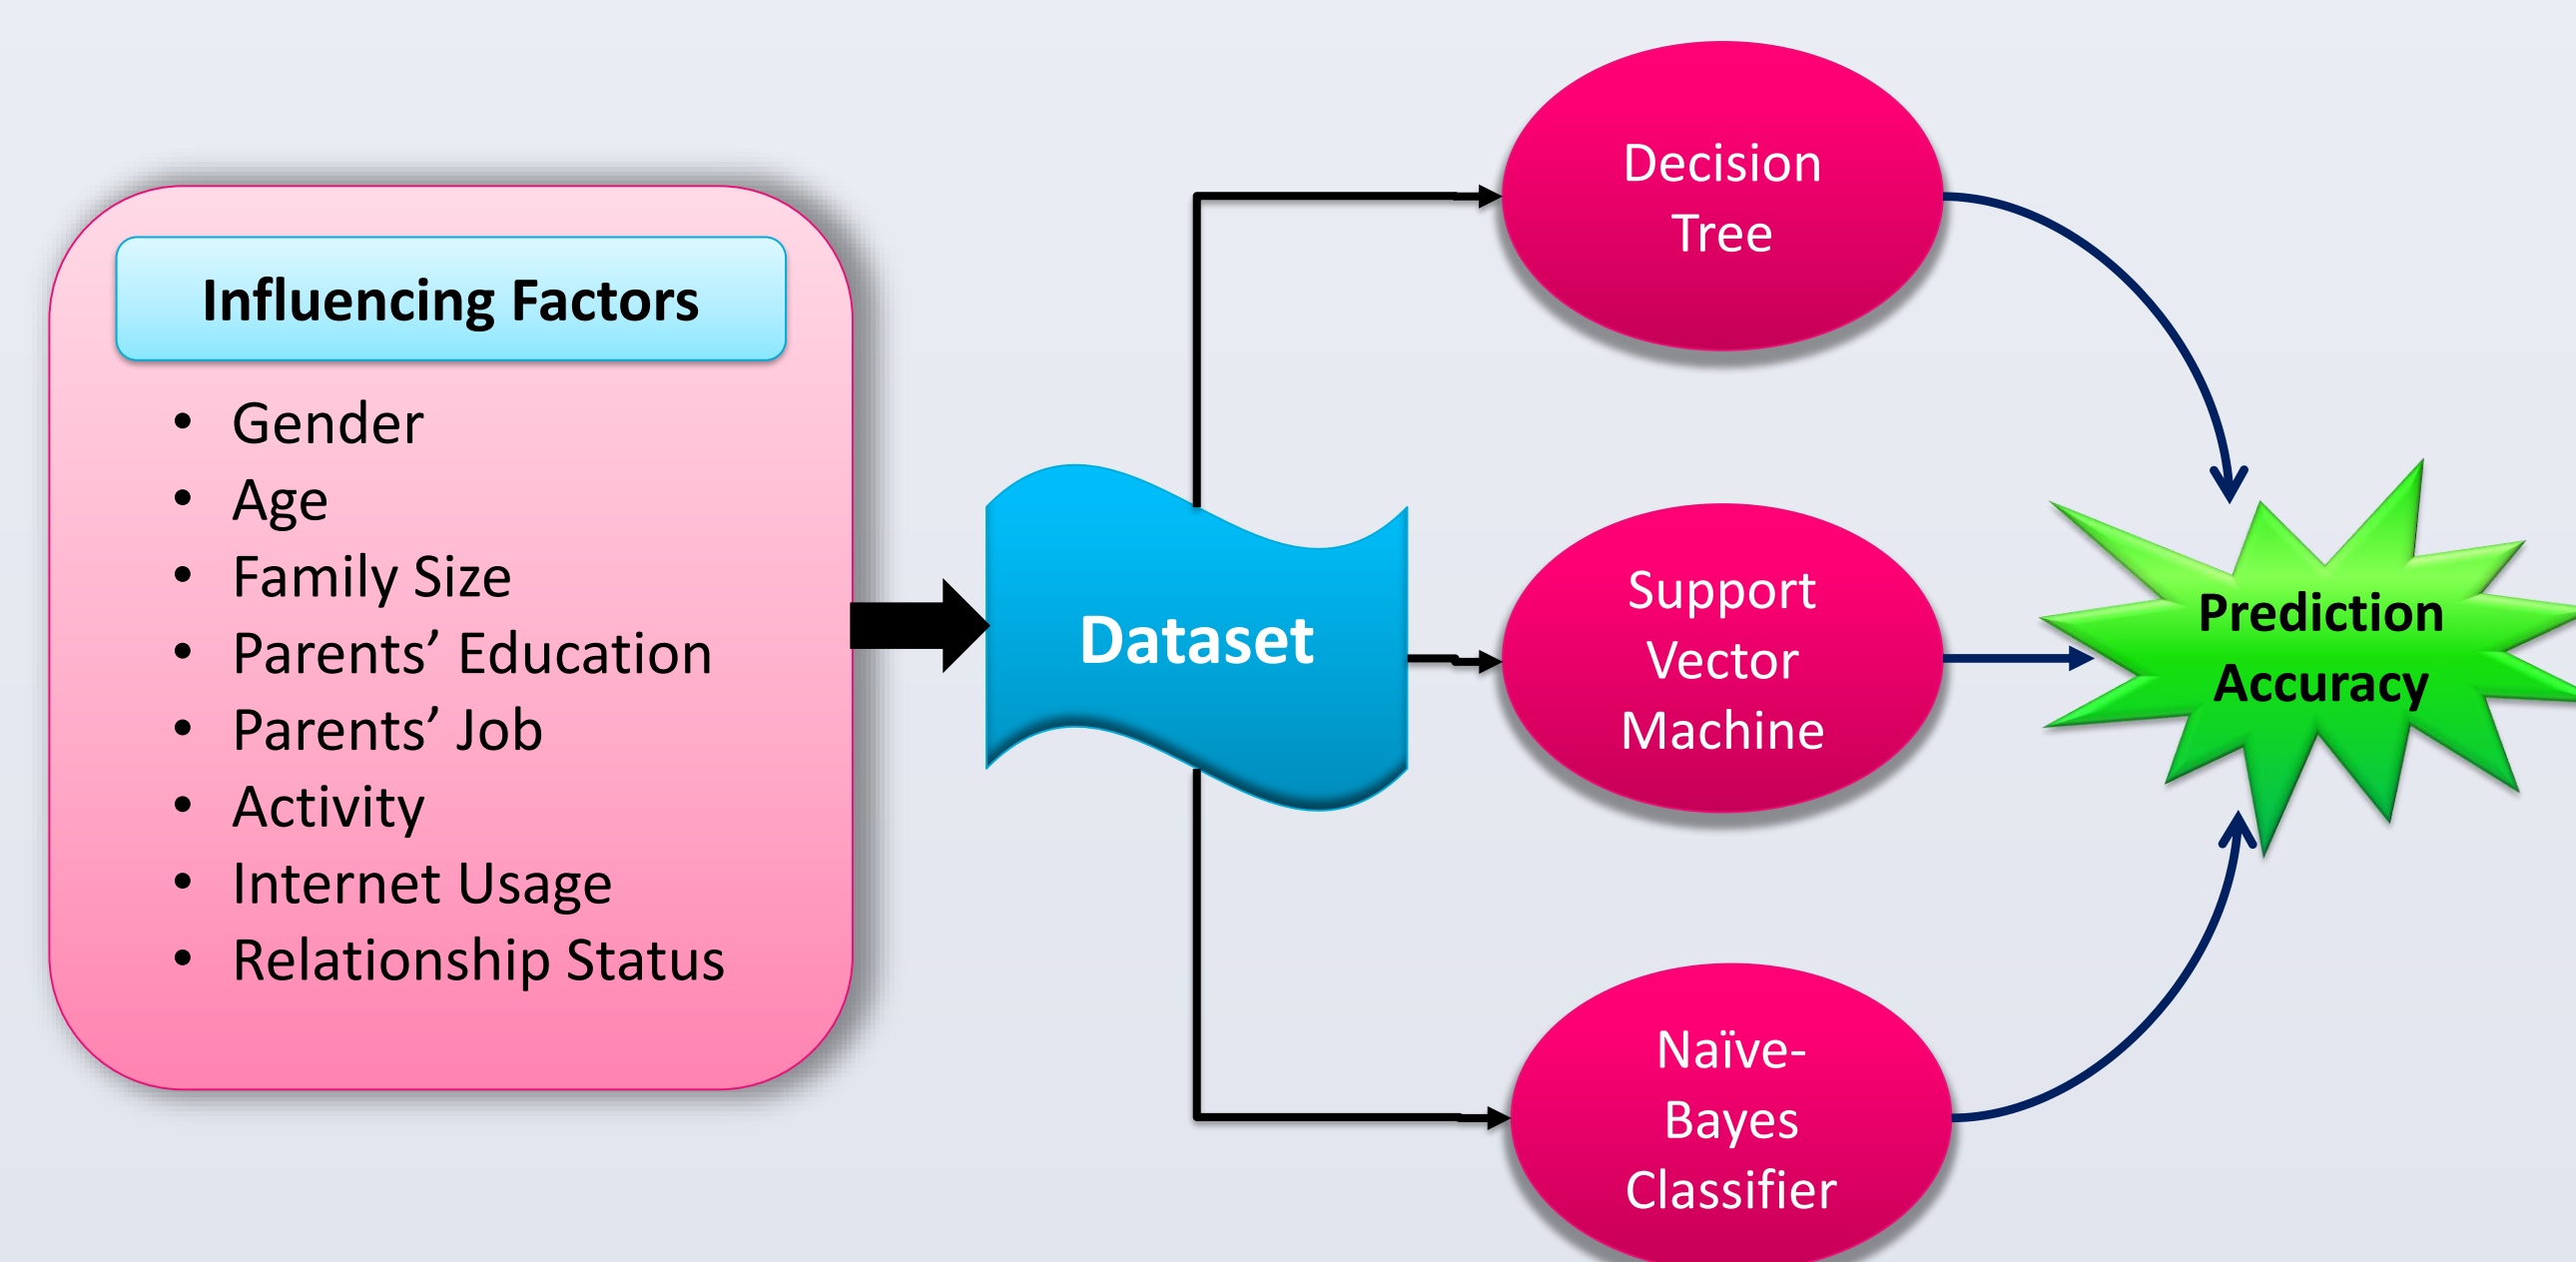 Influencing Factors
• Gender
• Age
• Family Size
• Parents’ Education
• Parents’ Job
• Activity
• Internet Usage
• Relationship Status
Dataset
Decision
Tree
Support
Vector
Machine
Naïve-
Bayes
Classifier
Prediction
Accuracy